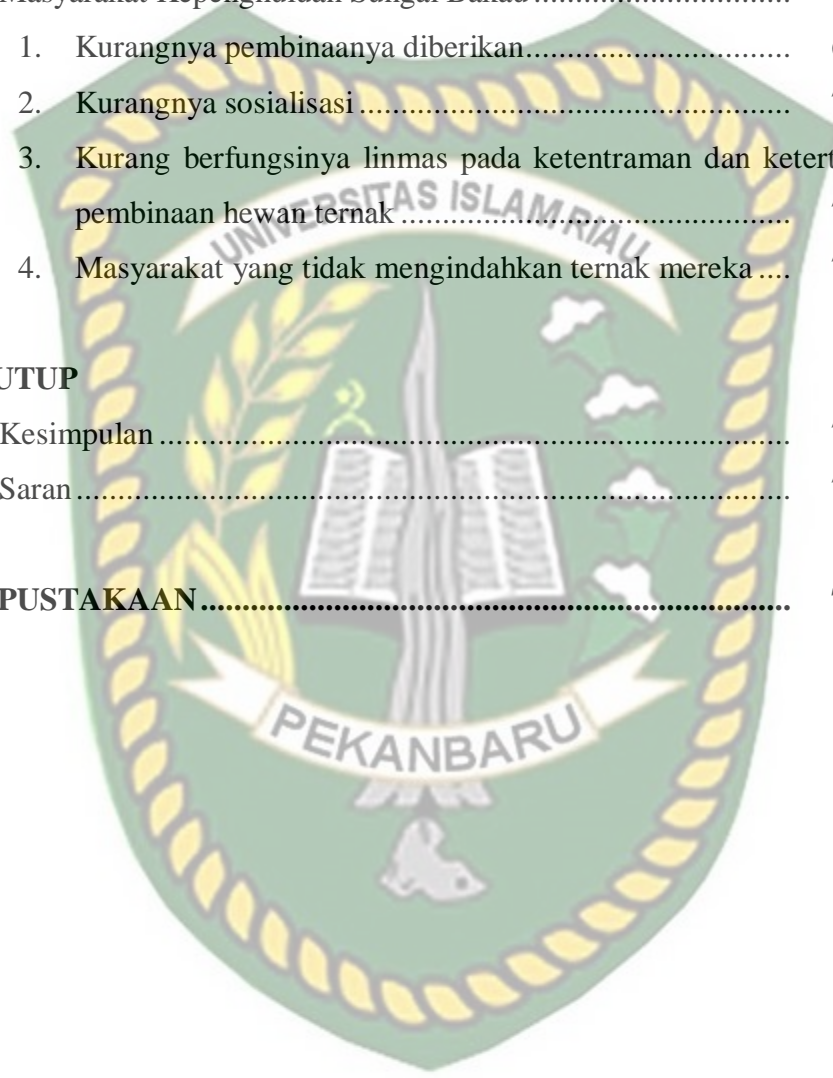 Masyarakat Kepenghuluan Sungai Bakau ................................
1. Kurangnya pembinaanya diberikan................................
2. Kurangnya sosialisasi ....................................................
3. Kurang berfungsinya linmas pada ketentraman dan
pembinaan hewan ternak ...............................................
UNIVERSITAS ISLAM RIAU
4. Masyarakat yang tidak mengindahkan ternak mereka ....
UTUP
Kesimpulan ............................................................................
Saran .......................................................................................
PUSTAKAAN.......................................................................
PEKANBARU